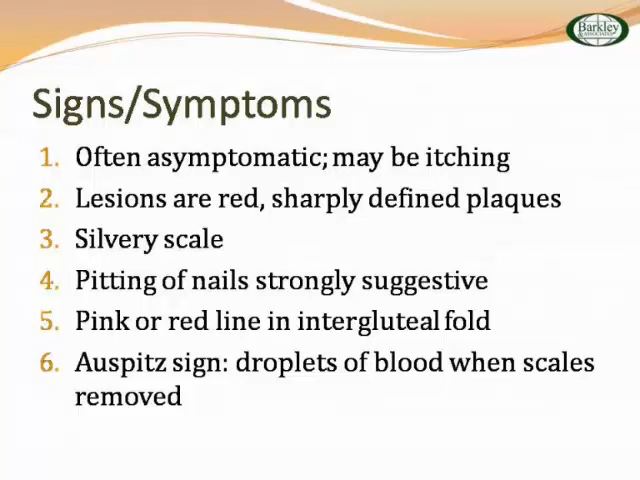 Barkley
& ASSOCIATES
Signs/Symptoms
1. Often asymptomatic; may be itching
2. Lesions are red, sharply defined plaques
3. Silvery scale
4. Pitting of nails strongly suggestive
5. Pink or red line in intergluteal fold
6. Auspitz sign: droplets of blood when scales
removed